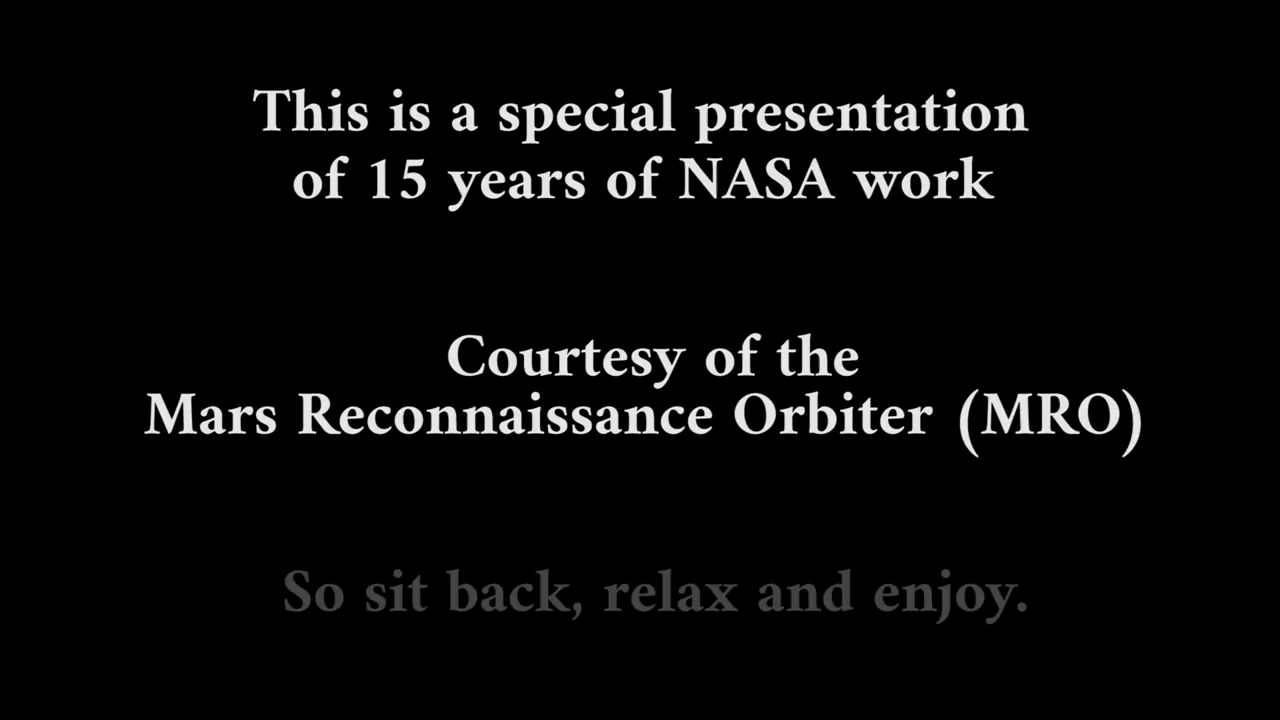 This is a special presentation
of 15 years of NASA work
Courtesy of the
Mars Reconnaissance Orbiter (MRO)
So sit back, relax and enjoy.